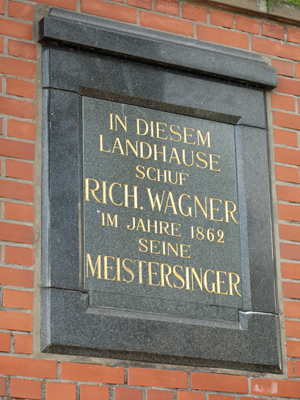 IN DIESEM
LANDHAUSE
SCHUF
RICH. WAGNER
IM JAHRE 1862
SEINE
MEISTERSINGER